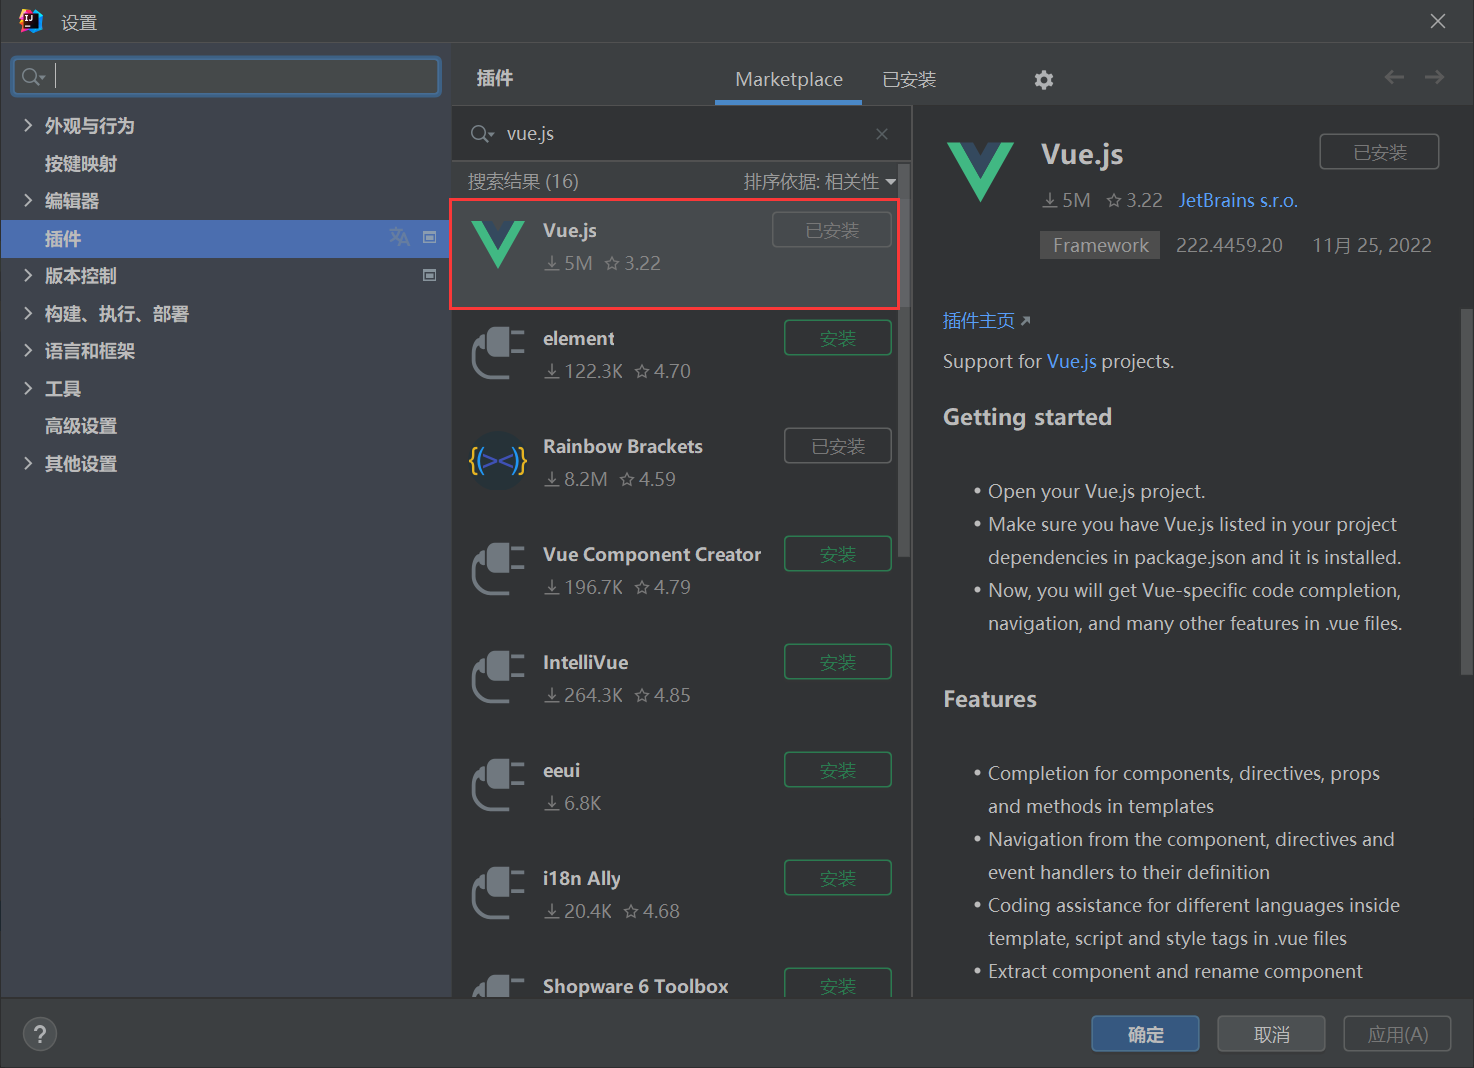 设置
外观与行为
按键映射
编辑器
插件
版本控制
构建、执行、部署
语言和框架
工具
高级设置
其他设置
插件
Marketplace
已安装
vue.js
搜索结果 (16)
排序依据: 相关性
Vue.js
已安装
5M 3.22
element
安装
122.3K 4.70
Rainbow Brackets
已安装
8.2M 4.59
Vue Component Creator
安装
196.7K 4.79
IntelliVue
安装
264.3K 4.85
eeui
安装
6.8K
i18n Ally
安装
20.4K 4.68
Shopware 6 Toolbox
安装
Vue.js
已安装
5M 3.22 JetBrains s.r.o.
Framework 222.4459.20 11月 25, 2022
插件主页
Support for Vue.js projects.
Getting started
• Open your Vue.js project.
• Make sure you have Vue.js listed in your project
dependencies in package.json and it is installed.
• Now, you will get Vue-specific code completion,
navigation, and many other features in .vue files.
Features
• Completion for components, directives, props
and methods in templates
• Navigation from the component, directives and
event handlers to their definition
• Coding assistance for different languages inside
template, script and style tags in .vue files
• Extract component and rename component
?
确定
取消
应用(A)